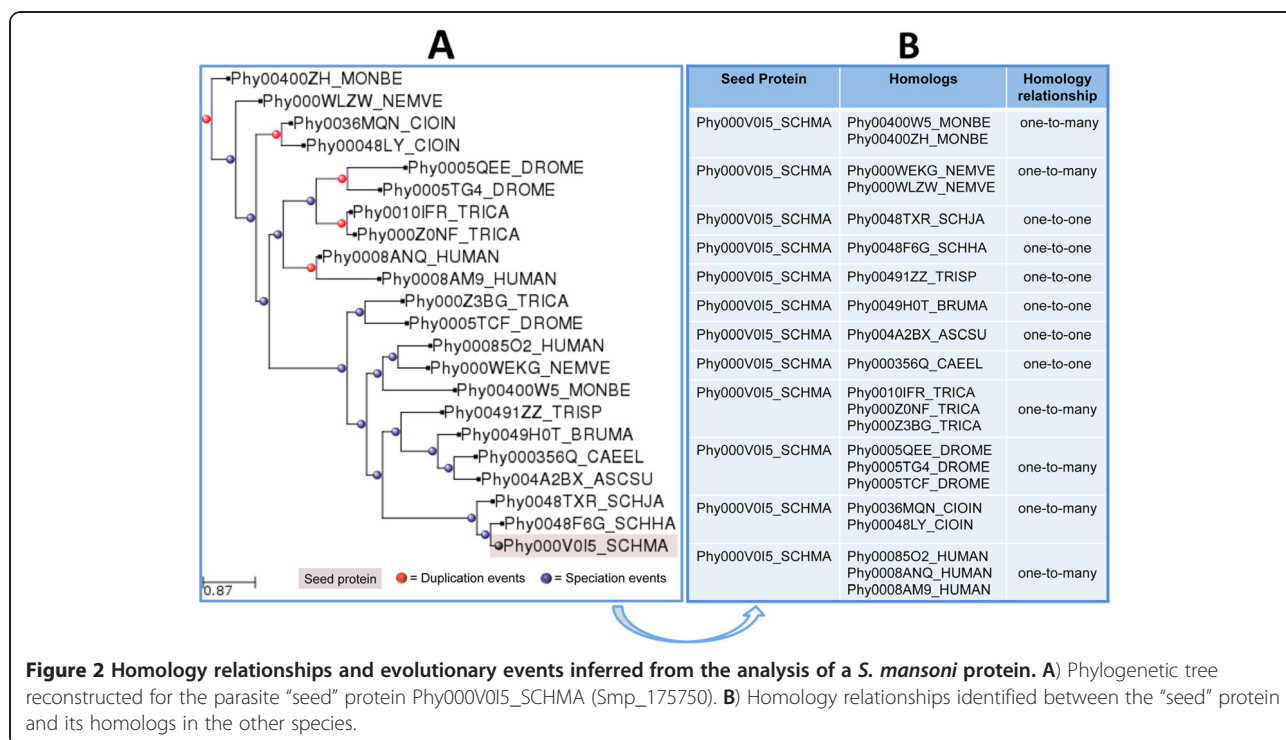 A
B
Phy00400ZH_MONBE
Phy000WLZW_NEMVE
Phy0036MQN_CIOIN
Phy00048LY_CIOIN
Phy0005QEE_DROME
Phy0005TG4_DROME
Phy0010IFR_TRICA
Phy000Z0NF_TRICA
Phy0008ANQ_HUMAN
Phy0008AM9_HUMAN
Phy000Z3BG_TRICA
Phy0005TCF_DROME
Phy00085O2_HUMAN
Phy000WEKG_NEMVE
Phy00400W5_MONBE
Phy00491ZZ_TRISP
Phy0049H0T_BRUMA
Phy000356Q_CAEEL
Phy004A2BX_ASCSU
Phy0048TXR_SCHJA
Phy0048F6G_SCHHA
Phy000V0I5_SCHMA
0.87
Seed protein = Duplication events = Speciation events
Seed Protein Homologs Homology
relationship
Phy000V0I5_SCHMA Phy00400W5_MONBE one-to-many
Phy00400ZH_MONBE
Phy000V0I5_SCHMA Phy000WEKG_NEMVE one-to-many
Phy000WLZW_NEMVE
Phy000V0I5_SCHMA Phy0048TXR_SCHJA one-to-one
Phy000V0I5_SCHMA Phy0048F6G_SCHHA one-to-one
Phy000V0I5_SCHMA Phy00491ZZ_TRISP one-to-one
Phy000V0I5_SCHMA Phy0049H0T_BRUMA one-to-one
Phy000V0I5_SCHMA Phy004A2BX_ASCSU one-to-one
Phy000V0I5_SCHMA Phy000356Q_CAEEL one-to-one
Phy000V0I5_SCHMA Phy0010IFR_TRICA
Phy000Z0NF_TRICA one-to-many
Phy000Z3BG_TRICA
Phy000V0I5_SCHMA Phy0005QEE_DROME
Phy0005TG4_DROME one-to-many
Phy0005TCF_DROME
Phy000V0I5_SCHMA Phy0036MQN_CIOIN one-to-many
Phy00048LY_CIOIN
Phy000V0I5_SCHMA Phy00085O2_HUMAN
Phy0008ANQ_HUMAN one-to-many
Phy0008AM9_HUMAN
Figure 2 Homology relationships and evolutionary events inferred from the analysis of a S. mansoni protein. A) Phylogenetic tree
reconstructed for the parasite “seed” protein Phy000V0I5_SCHMA (Smp_175750). B) Homology relationships identified between the “seed” protein
and its homologs in the other species.